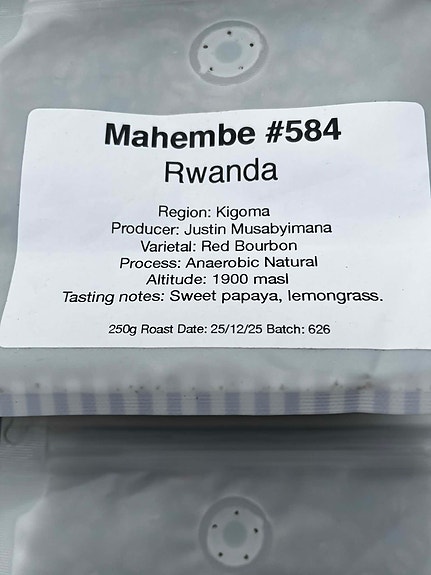 Mahembe #584
Rwanda
Region: Kigoma
Producer: Justin Musabyimana
Varietal: Red Bourbon
Process: Anaerobic Natural
Altitude: 1900 masl
Tasting notes: Sweet papaya, lemongrass.
250g Roast Date: 25/12/25 Batch: 626